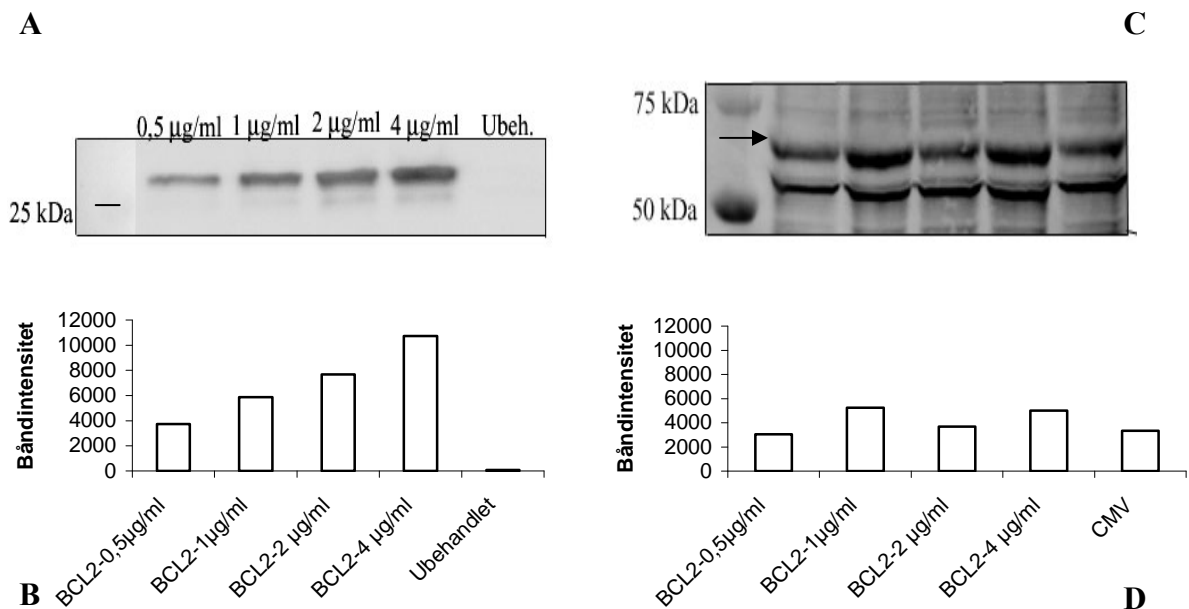 A
C
0,5 µg/ml 1 µg/ml 2 µg/ml 4 µg/ml Ubeh.
25 kDa
75 kDa
50 kDa
Båndintensitet
12000
10000
8000
6000
4000
2000
0
BCL2-0,5µg/ml
BCL2-1µg/ml
BCL2-2 µg/ml
BCL2-4 µg/ml
Ubehandlet
B
Båndintensitet
12000
10000
8000
6000
4000
2000
0
BCL2-0,5µg/ml
BCL2-1µg/ml
BCL2-2 µg/ml
BCL2-4 µg/ml
CMV
D